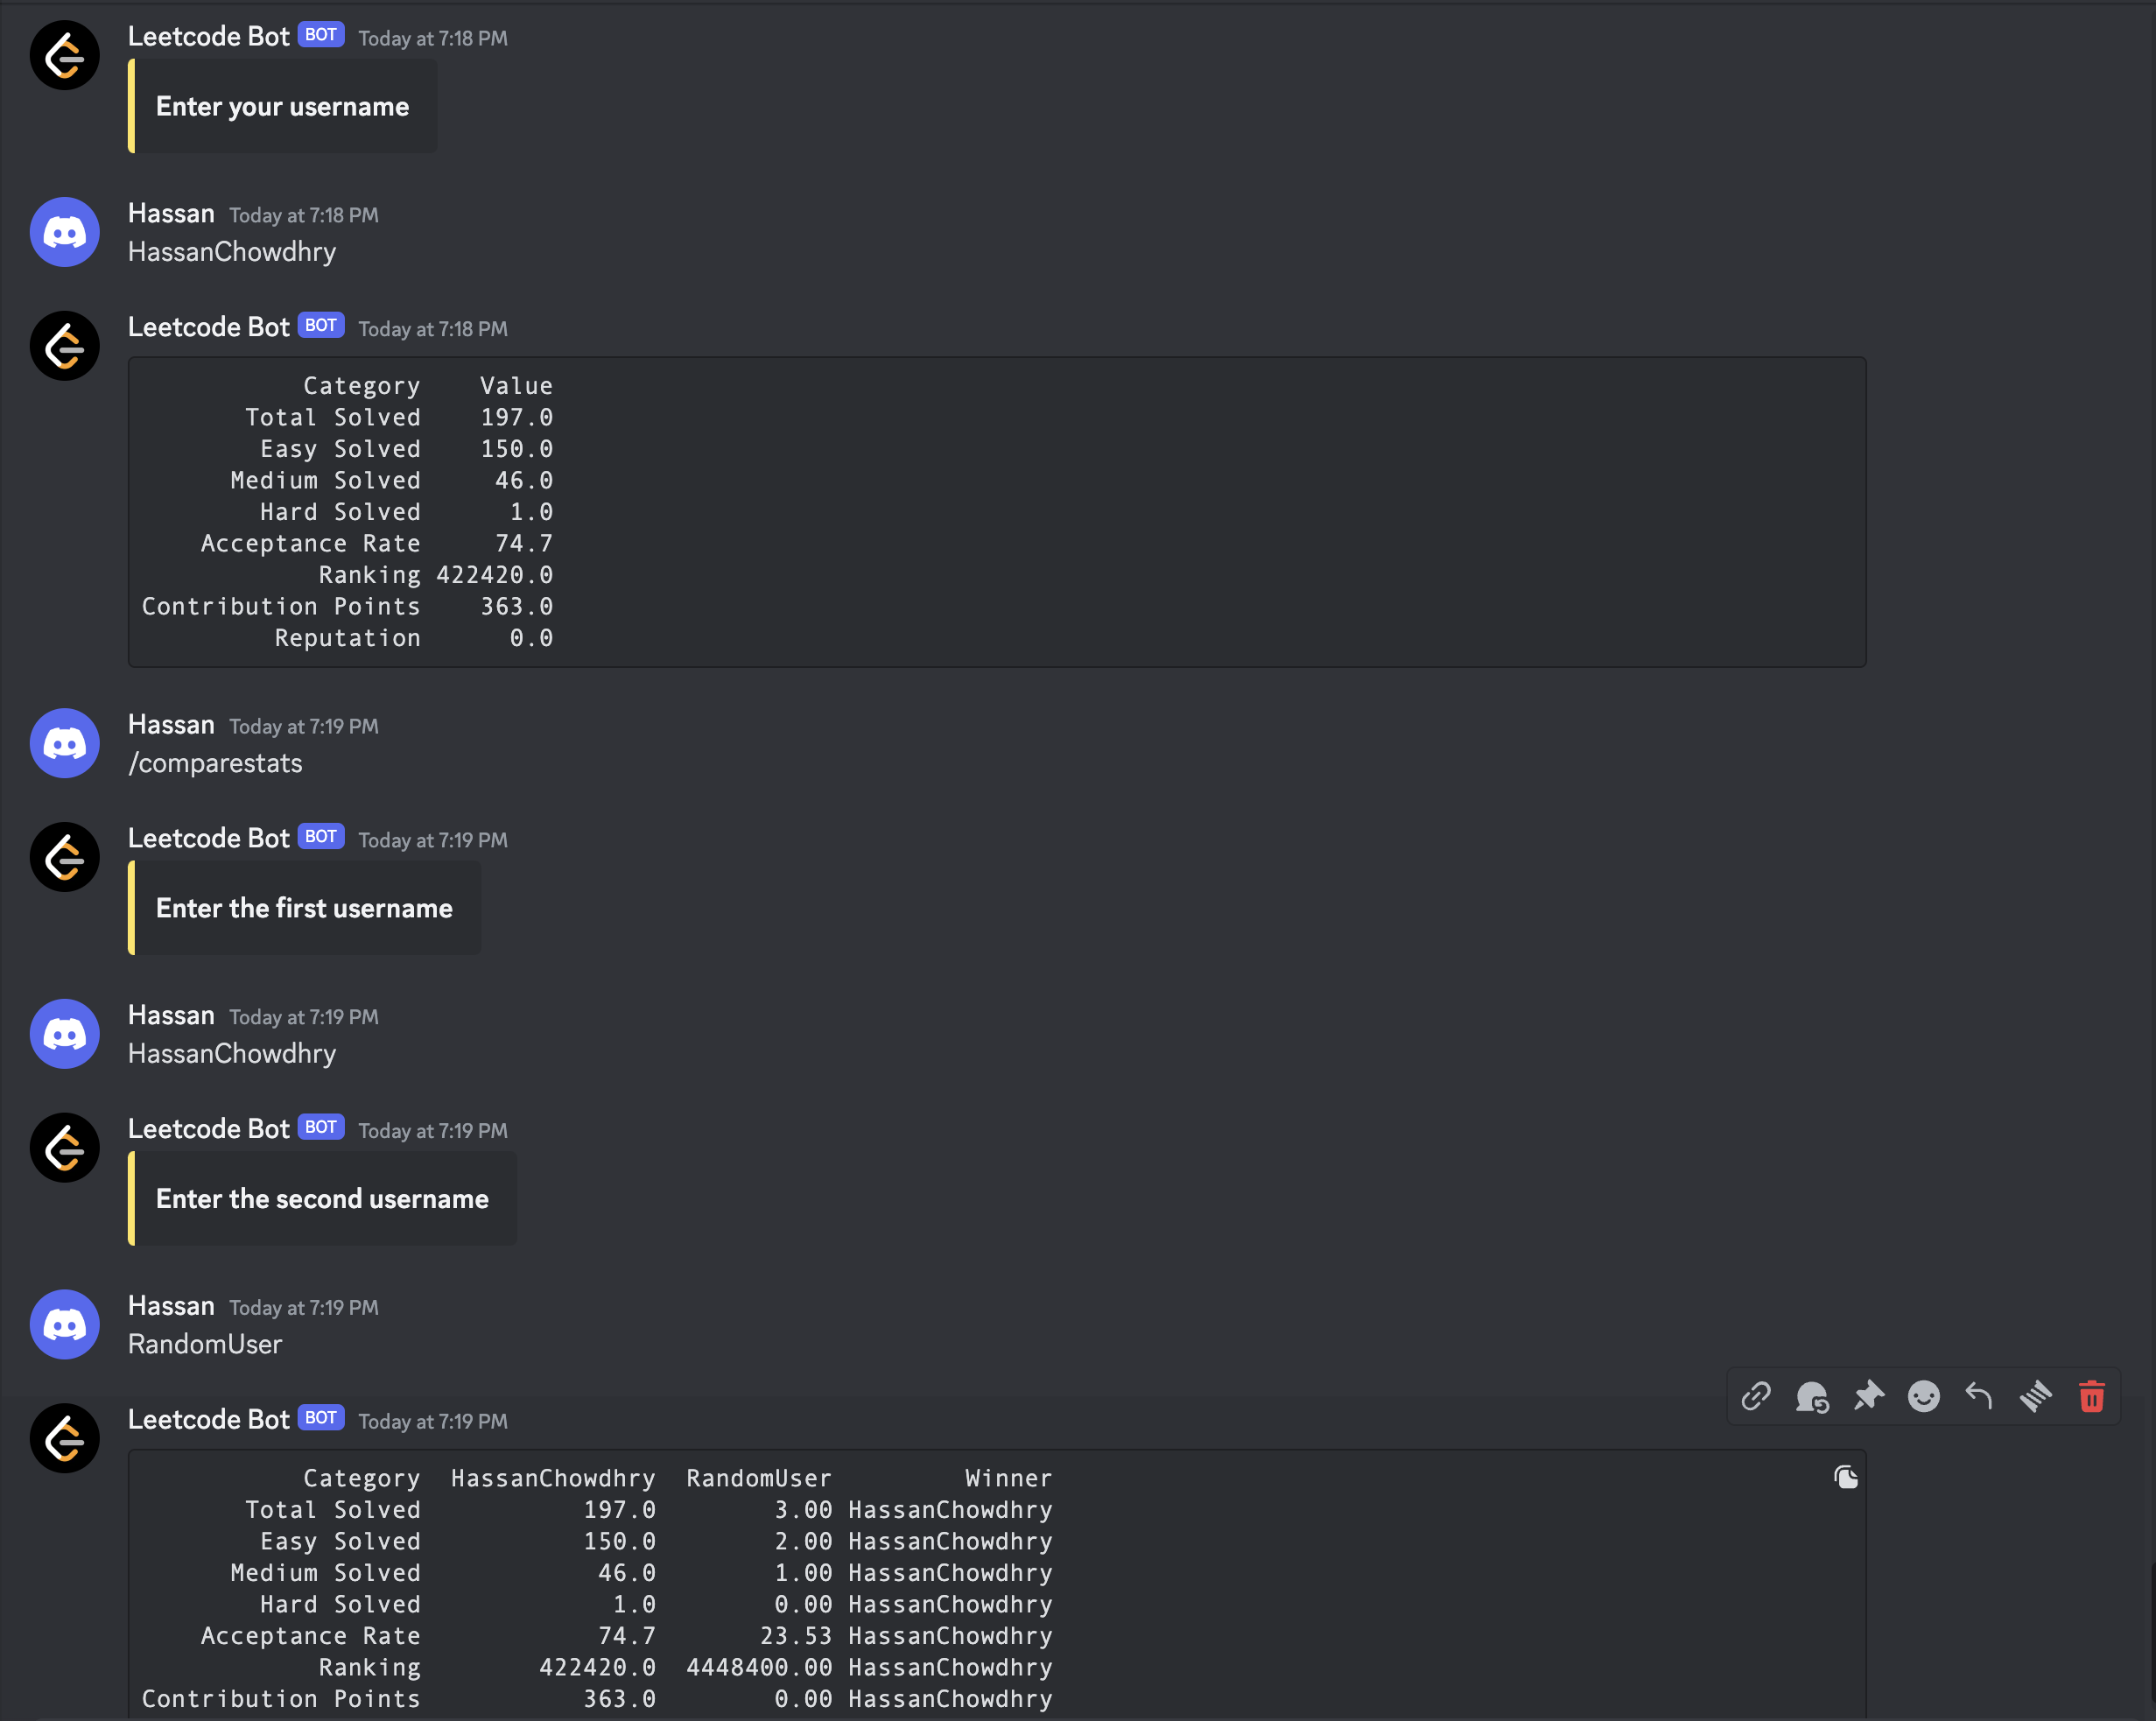 Leetcode Bot BOT Today at 7:18 PM
Enter your username
Hassan Today at 7:18 PM
HassanChowdhry
Leetcode Bot BOT Today at 7:18 PM
Category Value
Total Solved 197.0
Easy Solved 150.0
Medium Solved 46.0
Hard Solved 1.0
Acceptance Rate 74.7
Ranking 422420.0
Contribution Points 363.0
Reputation 0.0
Hassan Today at 7:19 PM
/comparestats
Leetcode Bot BOT Today at 7:19 PM
Enter the first username
Hassan Today at 7:19 PM
HassanChowdhry
Leetcode Bot BOT Today at 7:19 PM
Enter the second username
Hassan Today at 7:19 PM
RandomUser
Leetcode Bot BOT Today at 7:19 PM
Category HassanChowdhry RandomUser Winner
Total Solved 197.0 3.00 HassanChowdhry
Easy Solved 150.0 2.00 HassanChowdhry
Medium Solved 46.0 1.00 HassanChowdhry
Hard Solved 1.0 0.00 HassanChowdhry
Acceptance Rate 74.7 23.53 HassanChowdhry
Ranking 422420.0 4448400.00 HassanChowdhry
Contribution Points 363.0 0.00 HassanChowdhry